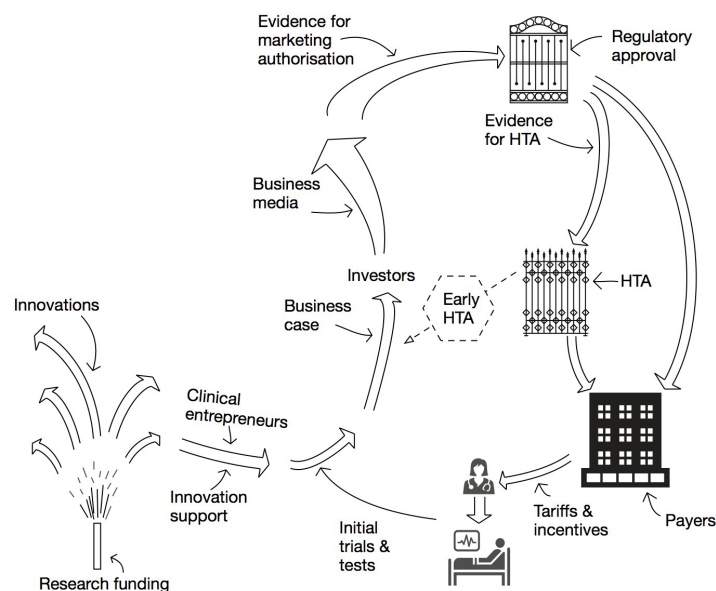 Evidence for
marketing
authorisation
Regulatory
approval
Evidence
for HTA
Business
media
HTA
Investors
Early
HTA
Business
case
Innovations
Clinical
entrepreneurs
Innovation
support
Initial
trials &
tests
Tariffs &
incentives
Payers
Research funding